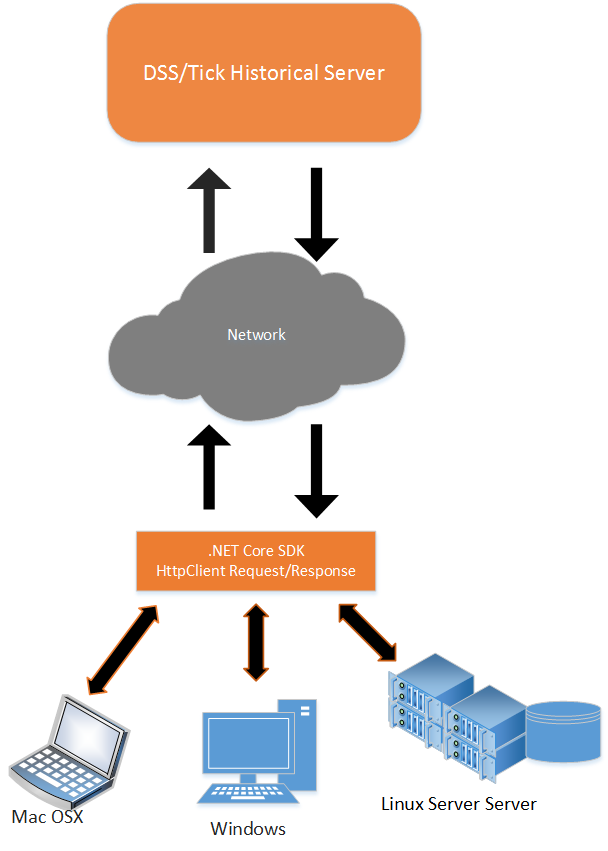 DSS/Tick Historical Server
Network
.NET Core SDK
HttpClient Request/Response
Mac OSX
Windows
Linux Server Server